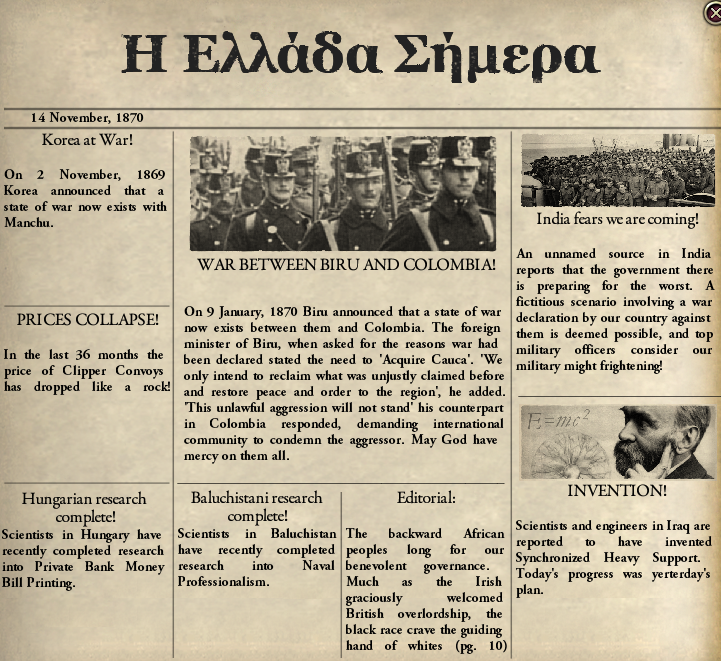 Η Ελλάδα Σήμερα
14 November, 1870
Korea at War!
On 2 November, 1869
Korea announced that a
state of war now exists with
Manchu.
PRICES COLLAPSE!
In the last 36 months the
price of Clipper Convoys
has dropped like a rock!
Hungarian research
complete!
Scientists in Hungary have
recently completed research
into Private Bank Money
Bill Printing.
WAR BETWEEN BIRU AND COLOMBIA!
On 9 January, 1870 Biru announced that a state of war
now exists between them and Colombia. The foreign
minister of Biru, when asked for the reasons war had
been declared stated the need to 'Acquire Cauca'. 'We
only intend to reclaim what was unjustly claimed before
and restore peace and order to the region', he added.
'This unlawful aggression will not stand' his counterpart
in Colombia responded, demanding international
community to condemn the aggressor. May God have
mercy on them all.
Baluchistani research
complete!
Scientists in Baluchistan
have recently completed
research into Naval
Professionalism.
Editorial:
The backward African
peoples long for our
benevolent governance.
Much as the Irish
graciously welcomed
British overlordship, the
black race crave the guiding
hand of whites (pg. 10)
India fears we are coming!
An unnamed source in India
reports that the government there
is preparing for the worst. A
fictitious scenario involving a war
declaration by our country against
them is deemed possible, and top
military officers consider our
military might frightening!
E=mc²
INVENTION!
Scientists and engineers in Iraq are
reported to have invented
Synchronized Heavy Support.
Today's progress was yerterday's
plan.